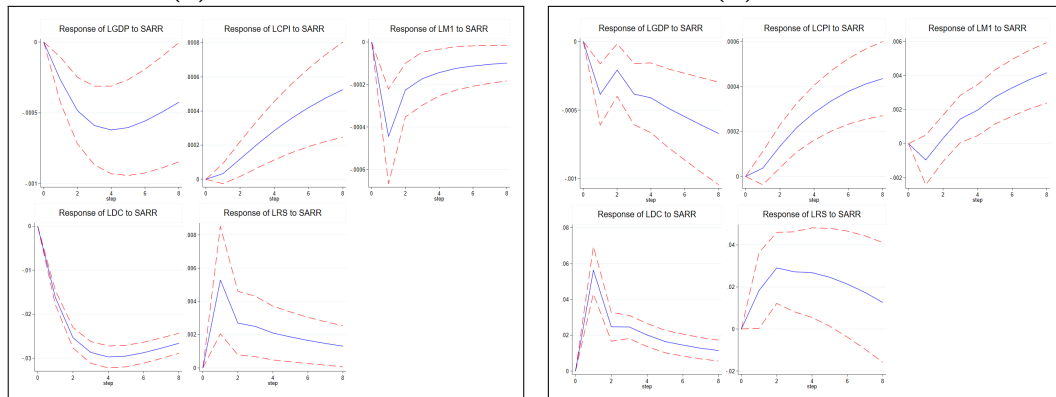 Response of LGDP to SARR
0
-.0005
-.001
0 2 4 6 8
step
Response of LCPI to SARR
.0008
.0006
.0004
.0002
0
0 2 4 6 8
step
Response of LM1 to SARR
0
-.0002
-.0004
-.0006
0 2 4 6 8
step
Response of LDC to SARR
0
-.01
-.02
-.03
0 2 4 6 8
step
Response of LRS to SARR
.008
.006
.004
.002
0
0 2 4 6 8
step
Response of LGDP to SARR
0
-.0005
-.001
0 2 4 6 8
step
Response of LCPI to SARR
.0006
.0004
.0002
0
0 2 4 6 8
step
Response of LM1 to SARR
.006
.004
.002
0
-.002
0 2 4 6 8
step
Response of LDC to SARR
.08
.06
.04
.02
0
0 2 4 6 8
step
Response of LRS to SARR
.04
.02
0
-.02
0 2 4 6 8
step